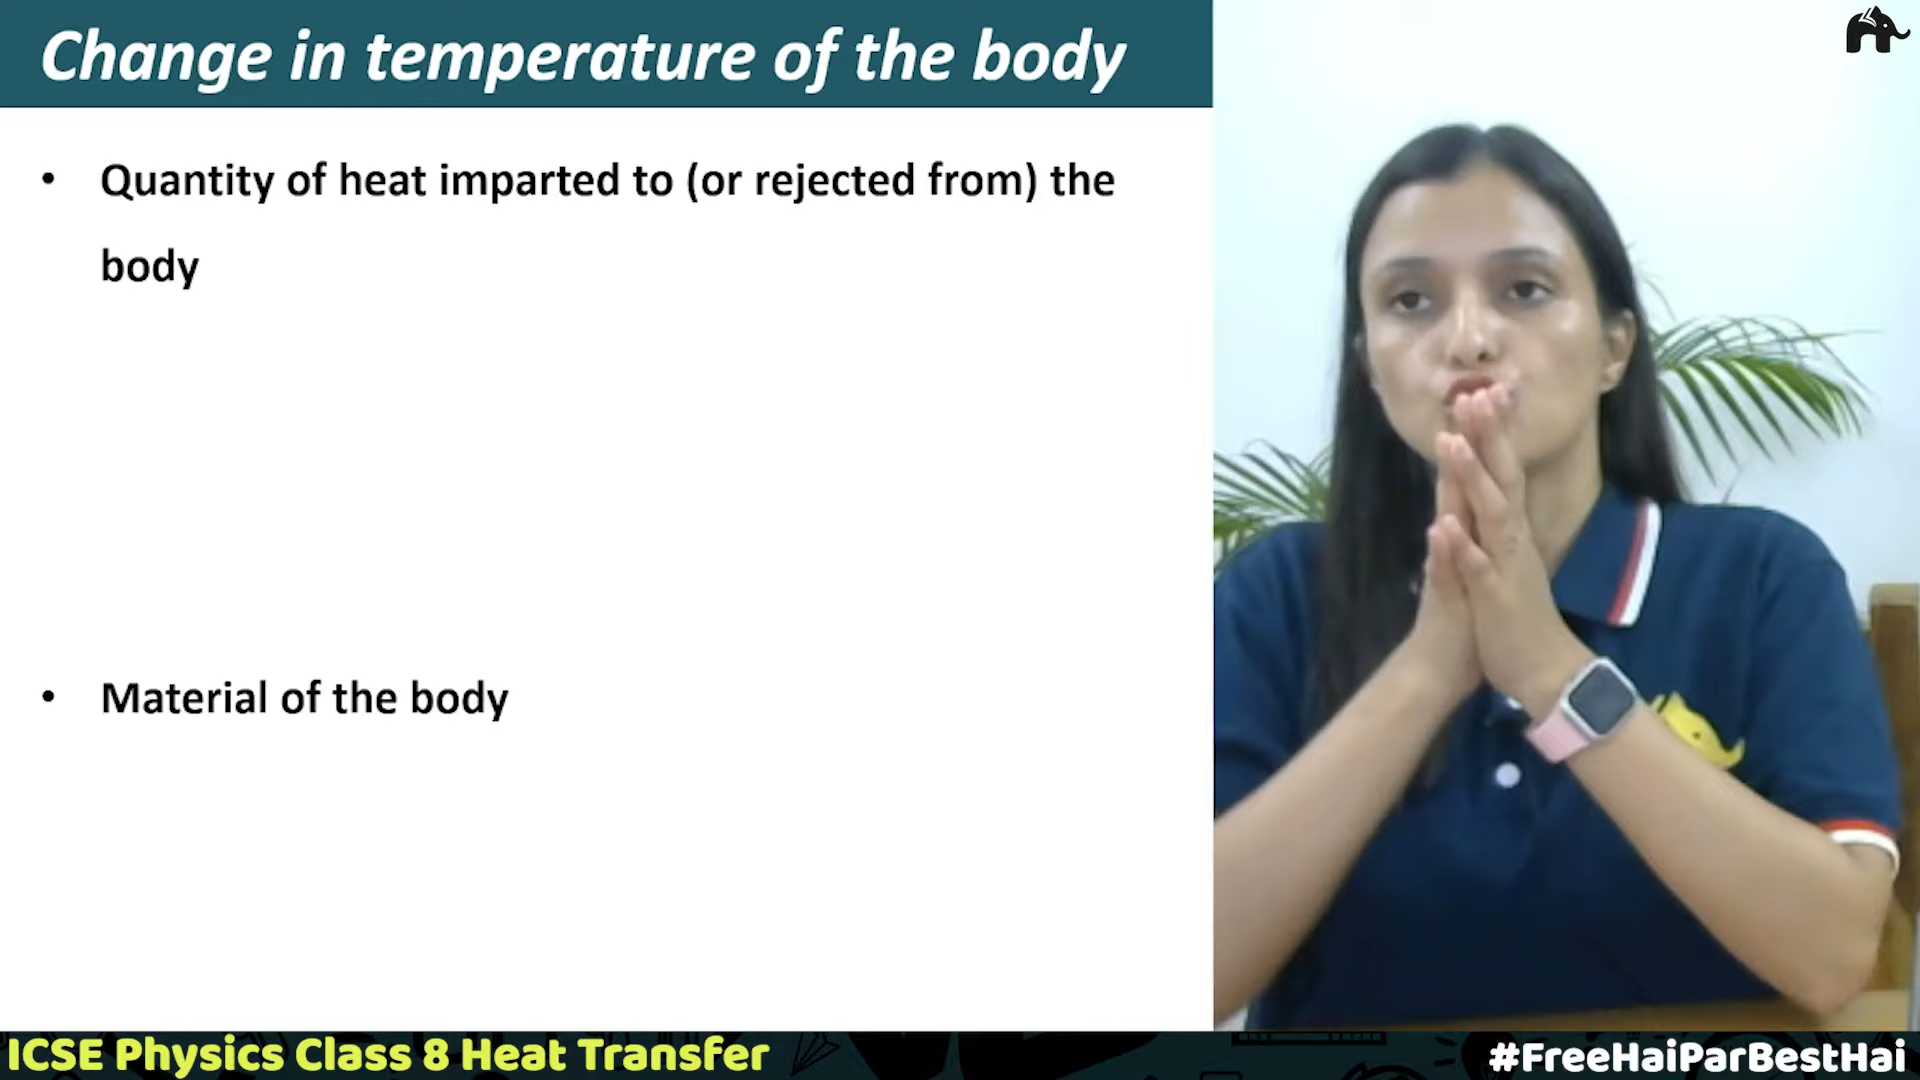 Change in temperature of the body
• Quantity of heat imparted to (or rejected from) the
body
• Material of the body
ICSE Physics Class 8 Heat Transfer
#FreeHaiParBestHai